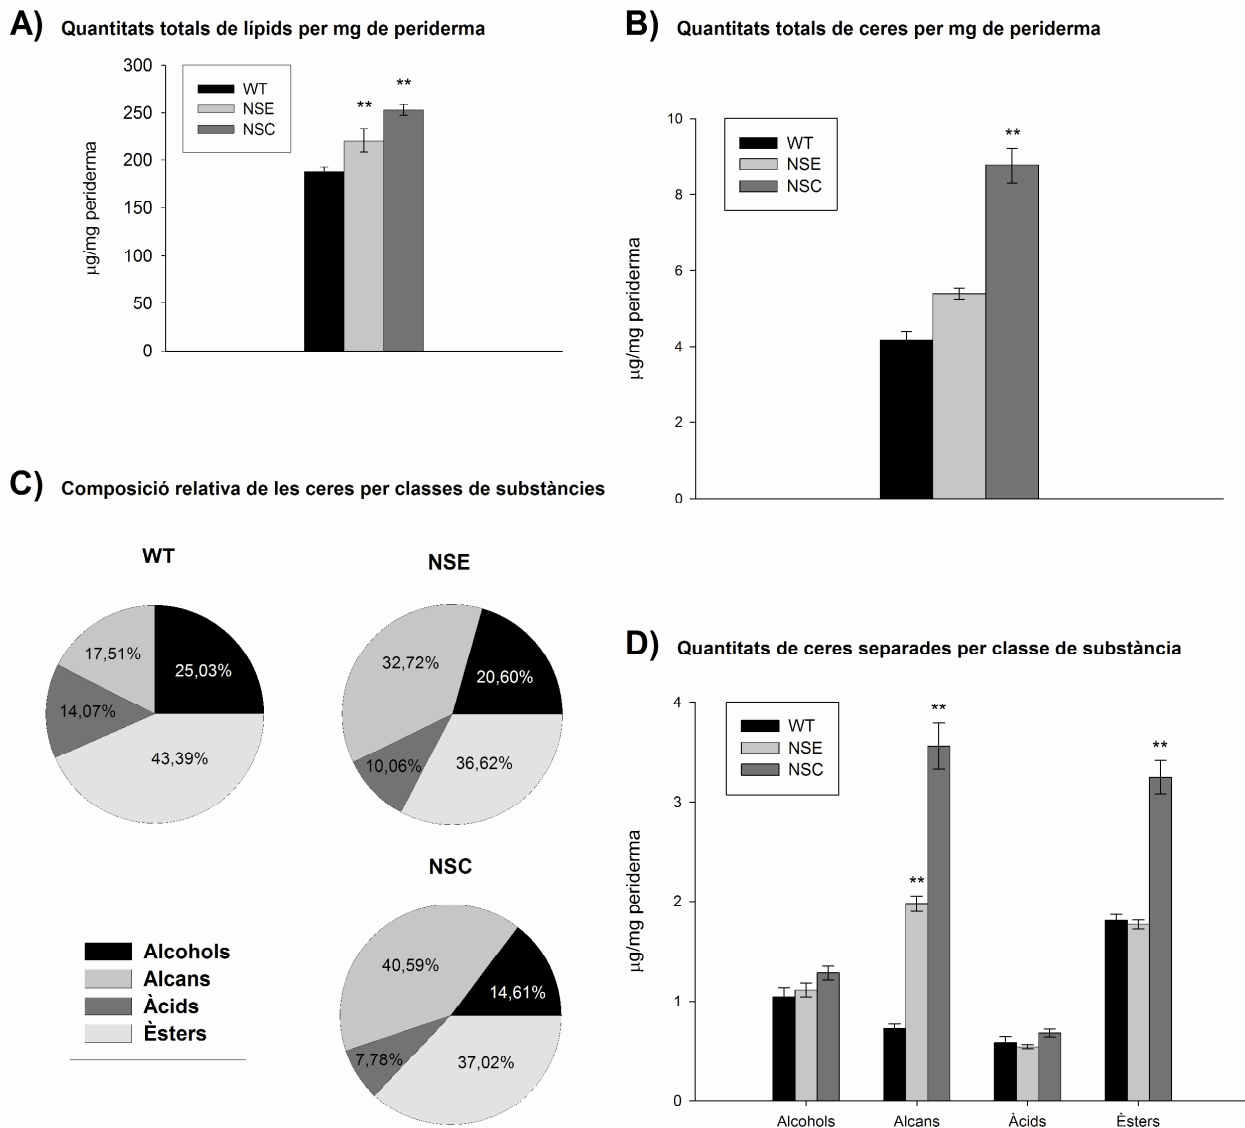 A) Quantitats totals de lípids per mg de periderma
300
250
200
150
100
50
0
µg/mg periderma
WT
NSE
NSC
**
**
B) Quantitats totals de ceres per mg de periderma
10
8
6
4
2
0
µg/mg periderma
WT
NSE
NSC
**
C) Composició relativa de les ceres per classes de substàncies
WT
17,51%
25,03%
14,07%
43,39%
NSE
32,72%
20,60%
10,06%
36,62%
NSC
40,59%
14,61%
7,78%
37,02%
Alcohols
Alcans
Àcids
Èsters
D) Quantitats de ceres separades per classe de substància
4
3
2
1
0
µg/mg periderma
WT
NSE
NSC
**
**
**
Alcohols
Alcans
Àcids
Èsters